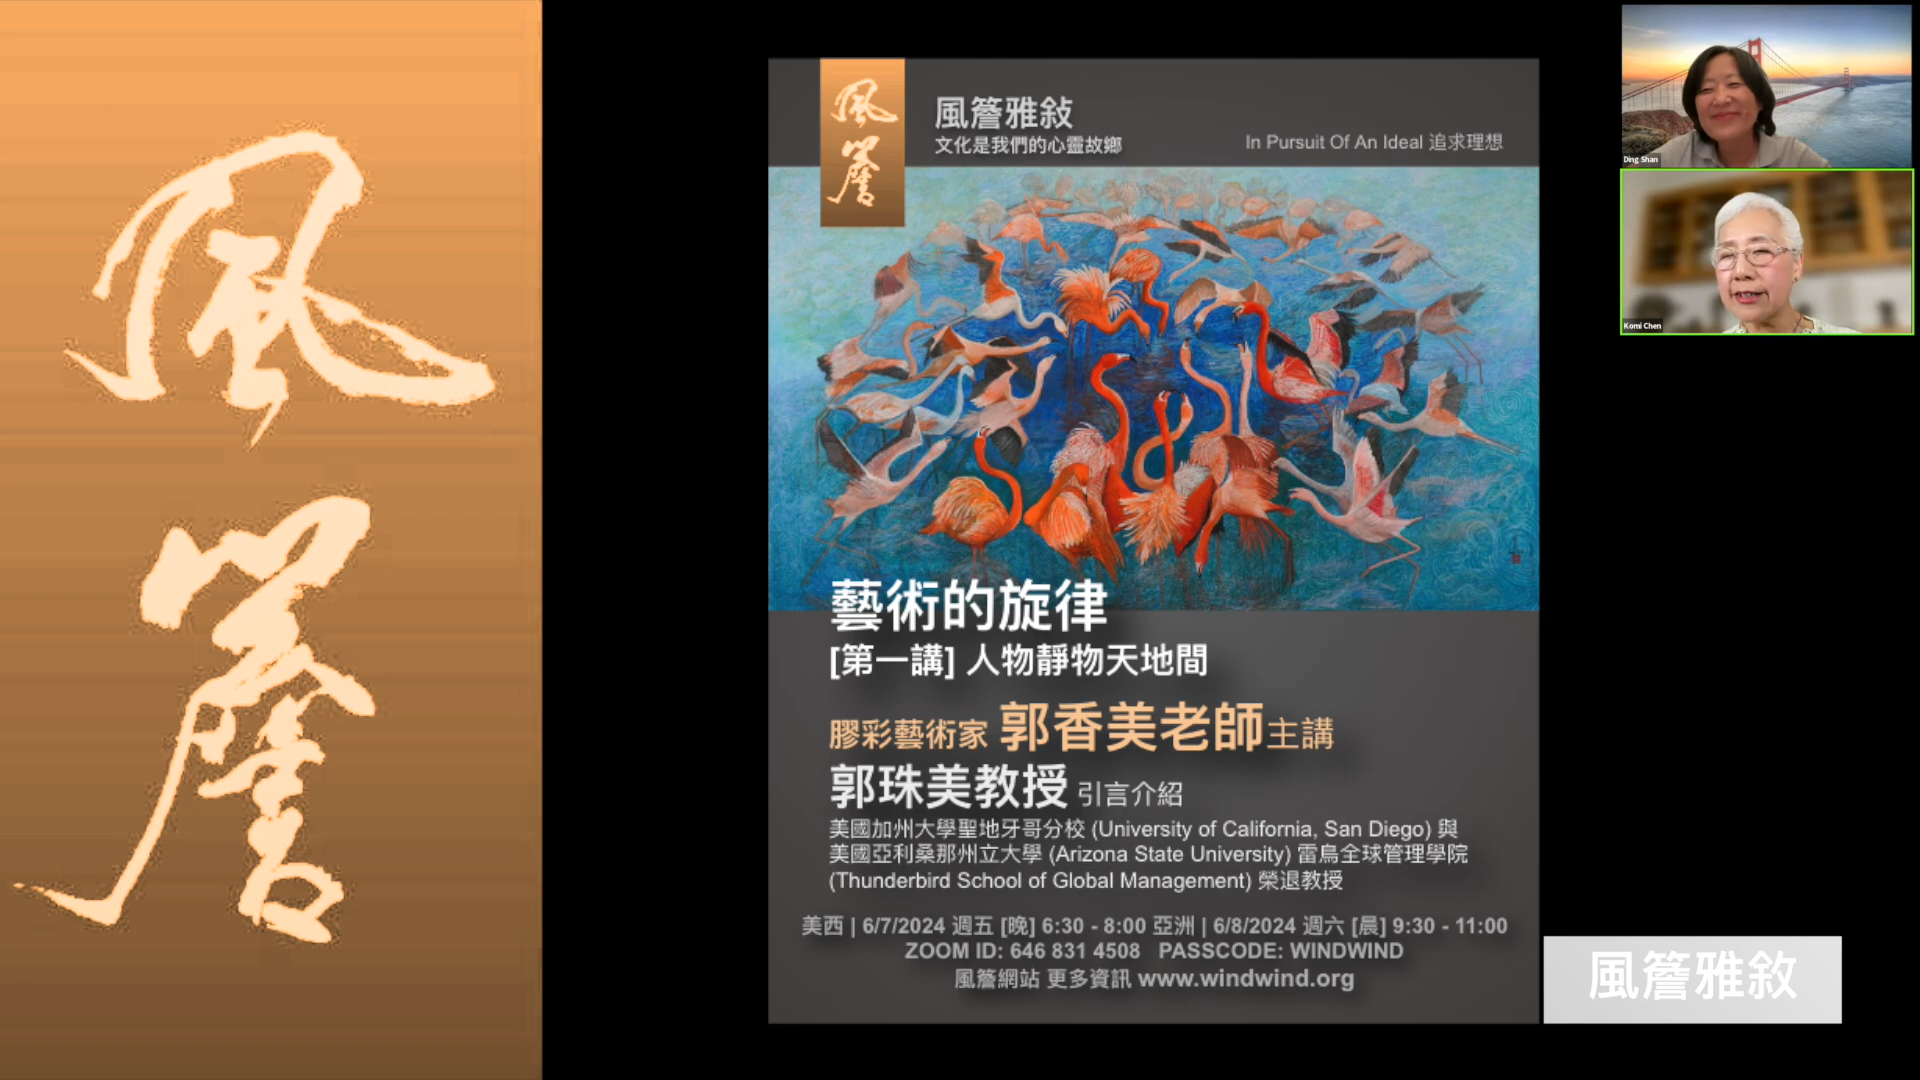 風簷
風簷
風簷雅敍
文化是我們的心靈故鄉
In Pursuit Of An Ideal 追求理想
藝術的旋律
[第一講] 人物靜物天地間
膠彩藝術家 郭香美老師主講
郭珠美教授 引言介紹
美國加州大學聖地牙哥分校 (University of California, San Diego) 與
美國亞利桑那州立大學 (Arizona State University) 雷鳥全球管理學院
(Thunderbird School of Global Management) 榮退教授
美西 | 6/7/2024 週五 [晚] 6:30 - 8:00 亞洲 | 6/8/2024 週六 [晨] 9:30 - 11:00
ZOOM ID: 646 831 4508 PASSCODE: WINDWIND
風簷網站 更多資訊 www.windwind.org
Ding Shan
Komi Chen
風簷雅敘